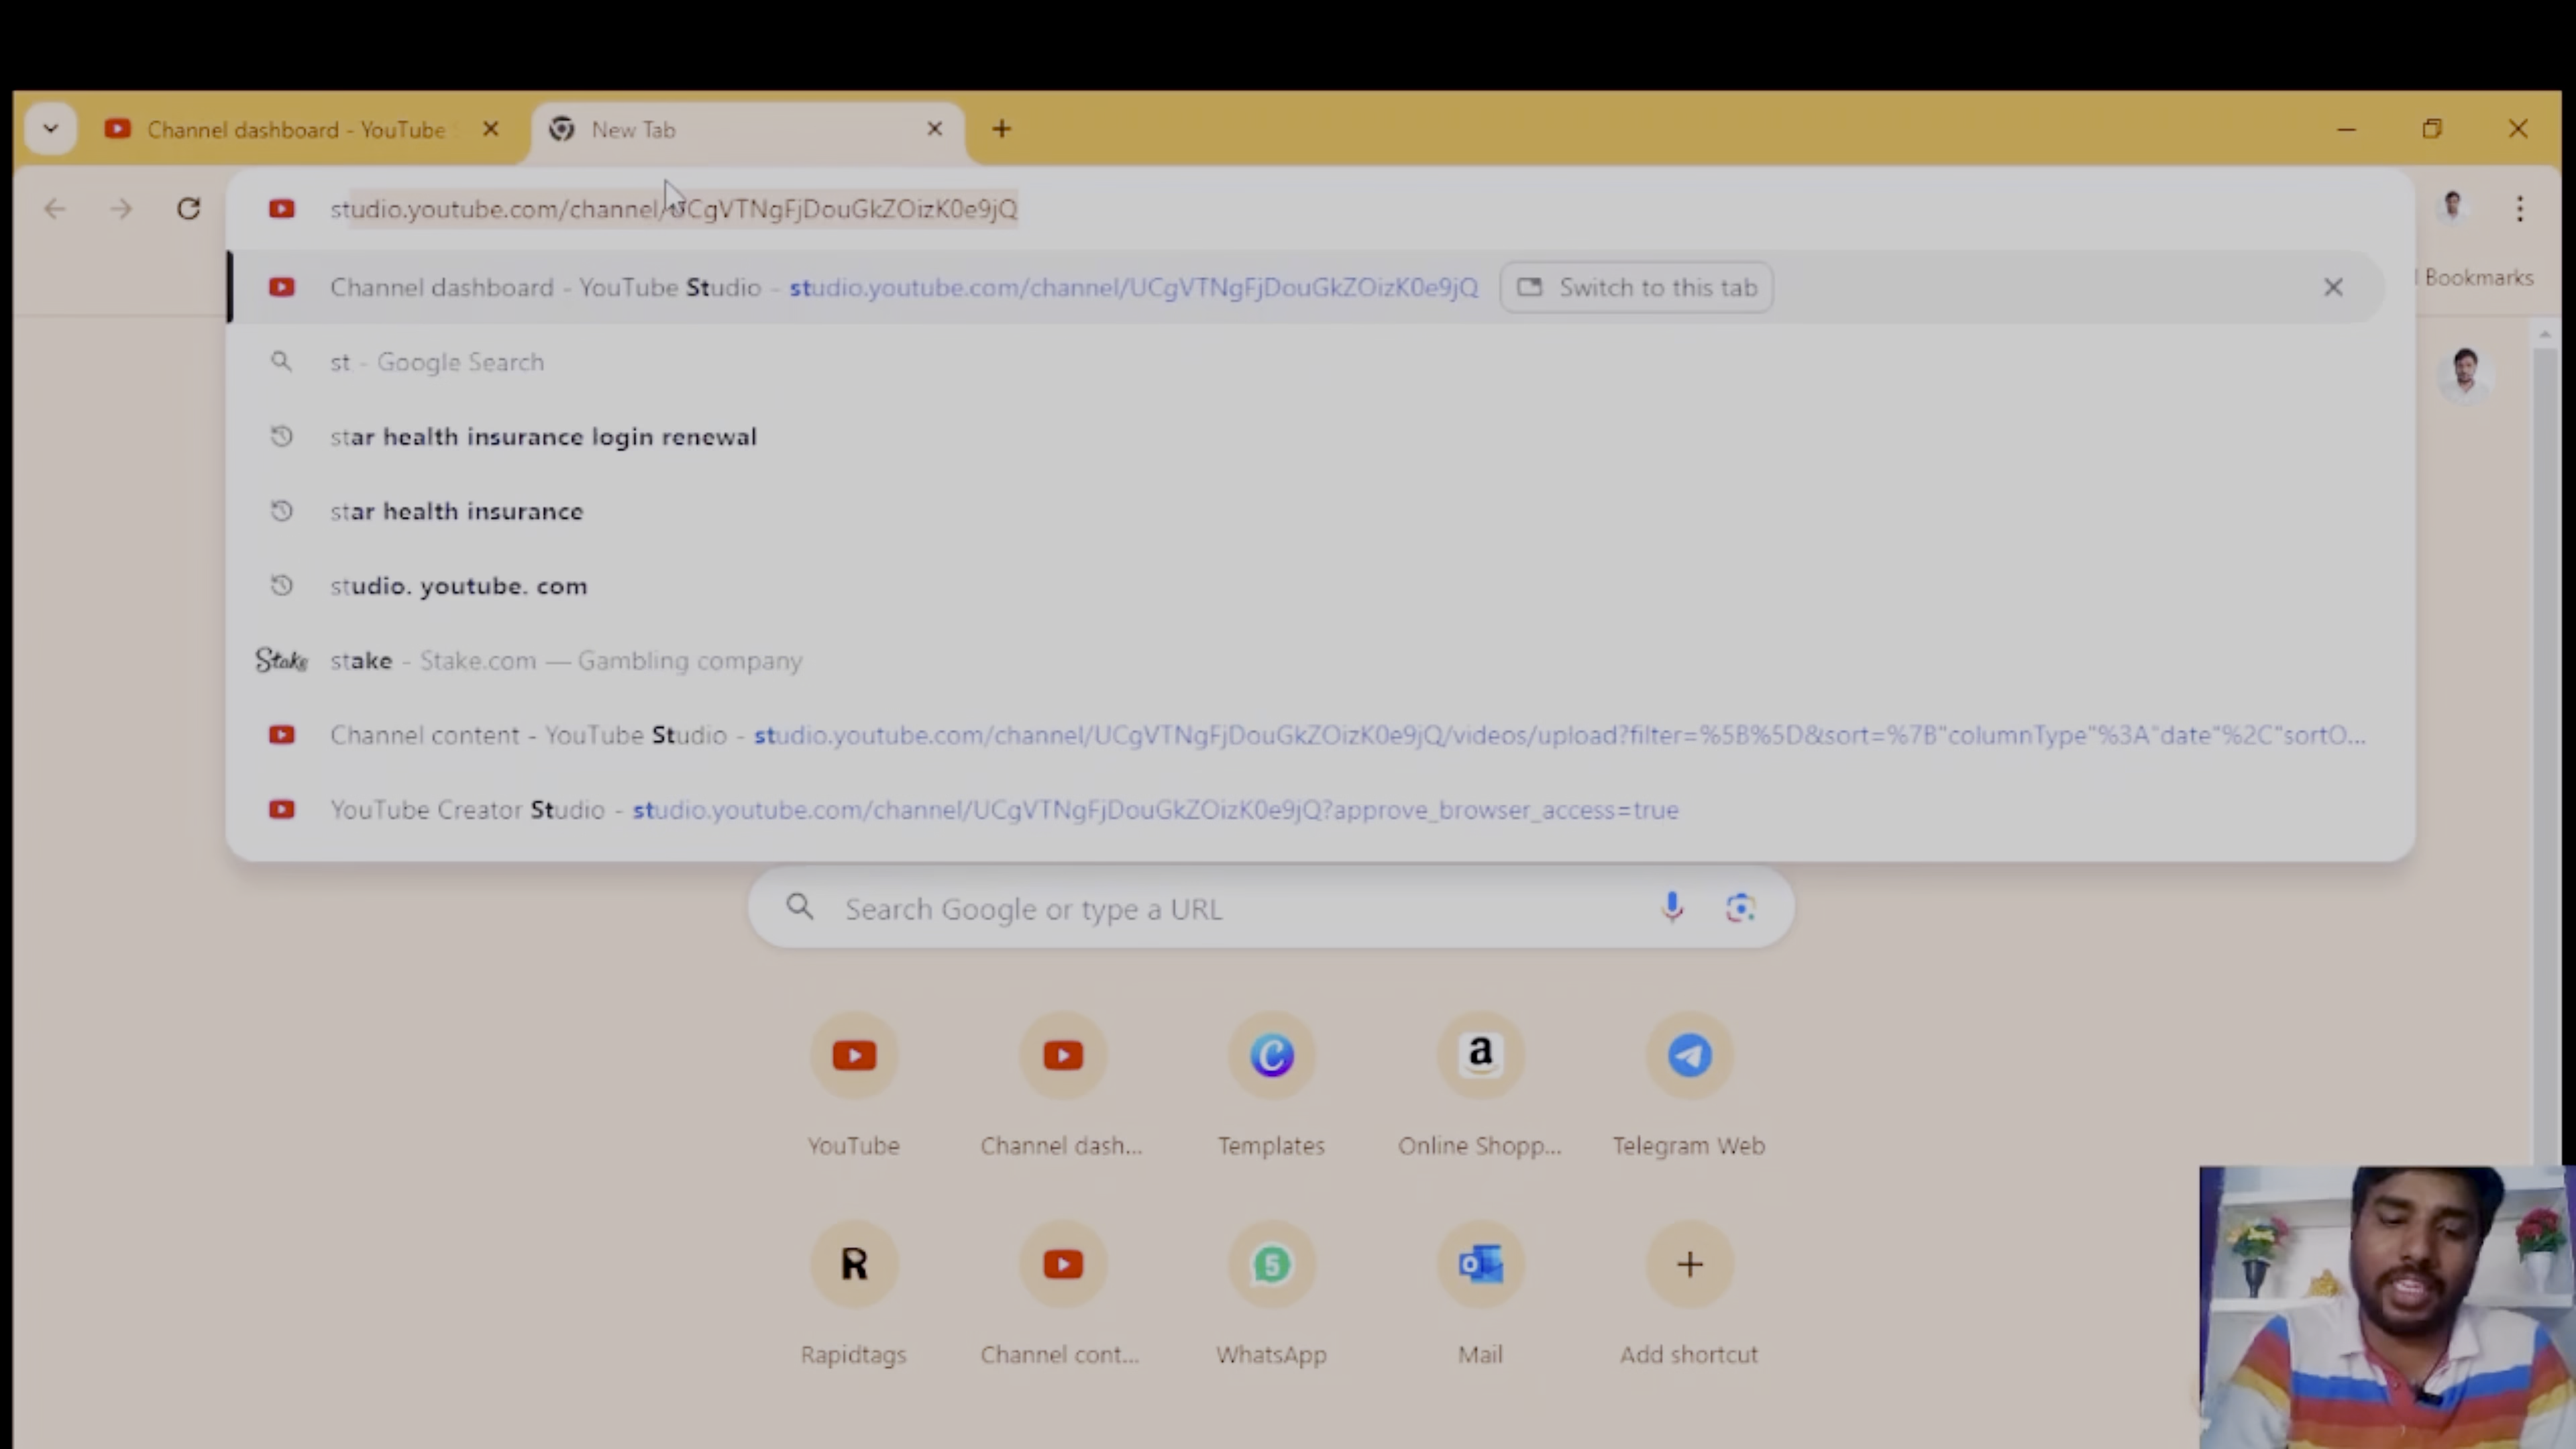 Channel dashboard - YouTube
New Tab
studio.youtube.com/channel/UCgVTNgFjDouGkZOizK0e9jQ
Channel dashboard - YouTube Studio - studio.youtube.com/channel/UCgVTNgFjDouGkZOizK0e9jQ Switch to this tab
Bookmarks
st - Google Search
star health insurance login renewal
star health insurance
studio. youtube. com
Stake stake - Stake.com — Gambling company
Channel content - YouTube Studio - studio.youtube.com/channel/UCgVTNgFjDouGkZOizK0e9jQ/videos/upload?filter=%5B%5D&sort=%7B"columnType"%3A"date"%2C"sortO...
YouTube Creator Studio - studio.youtube.com/channel/UCgVTNgFjDouGkZOizK0e9jQ?approve_browser_access=true
Search Google or type a URL
YouTube Channel dash... Templates Online Shopp... Telegram Web
Rapidtags Channel cont... WhatsApp Mail Add shortcut